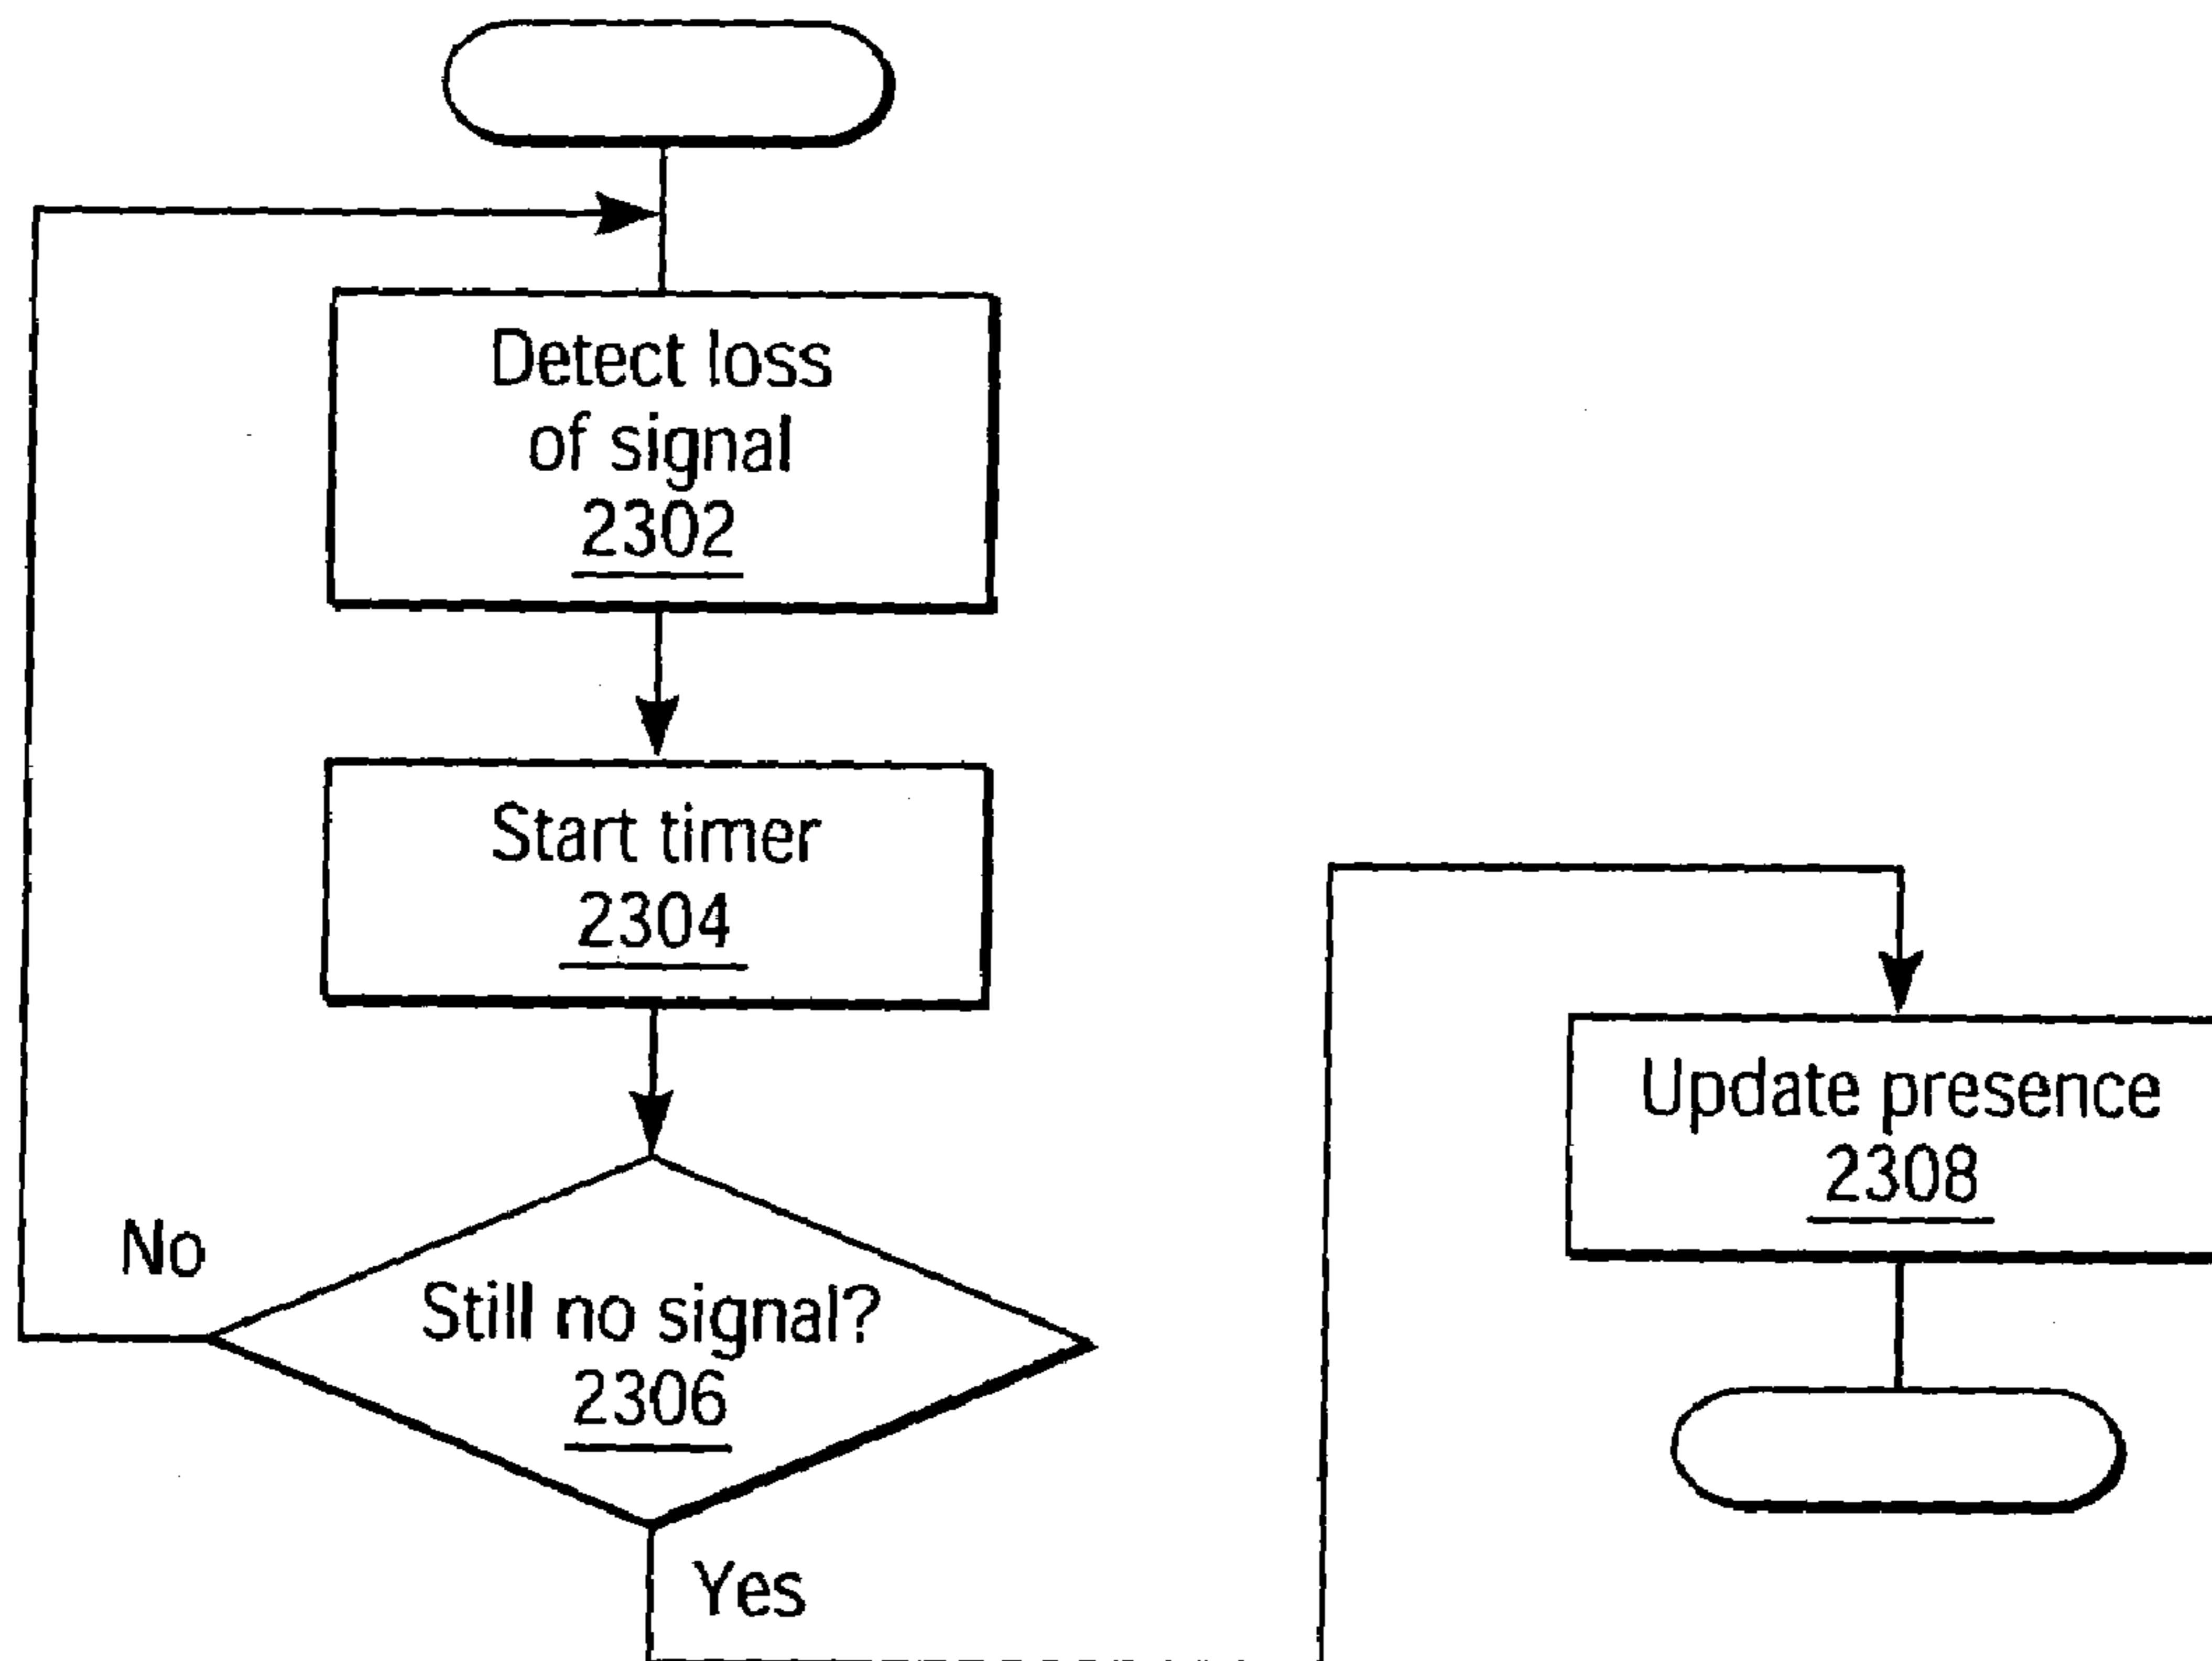 Detect loss
of signal
2302
Start timer
2304
No
Still no signal?
2306
Yes
Update presence
2308